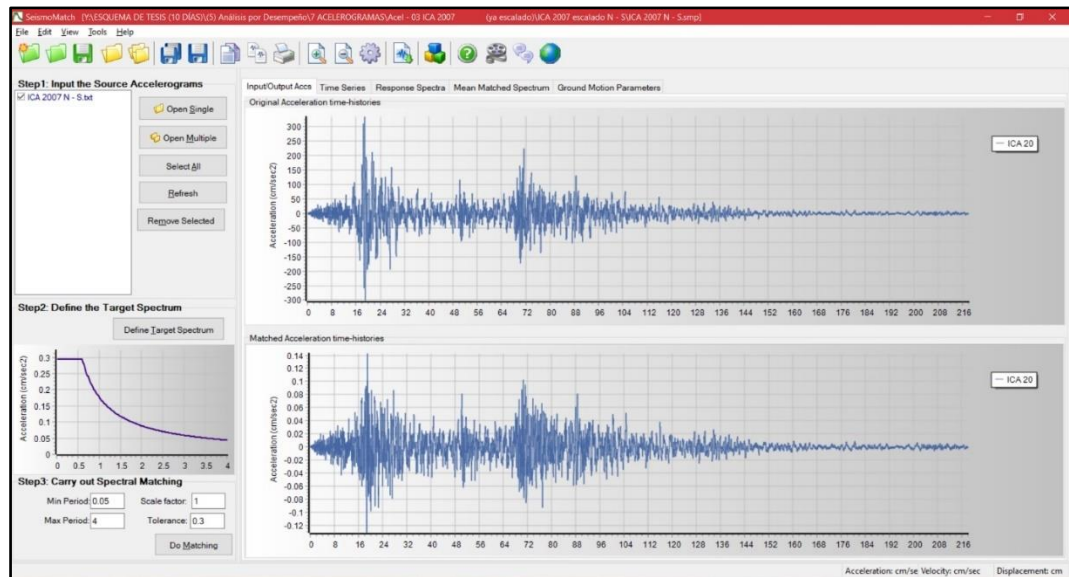 SeismoMatch [Y:\ESQUEMA DE TESIS (10 DÍAS)\(5) Análisis por Desempeño\7 ACELEROGRAMAS\Acel - 03 ICA 2007 (ya escalado)\ICA 2007 escalado N - S\ICA 2007 N - S.smp]
File Edit View Tools Help
Step1: Input the Source Accelerograms
ICA 2007 N - S.txt
Open Single
Open Multiple
Select All
Refresh
Remove Selected
Step2: Define the Target Spectrum
Define Target Spectrum
Acceleration (cm/sec2)
0.3
0.25
0.2
0.15
0.1
0.05
0
0 0.5 1 1.5 2 2.5 3 3.5 4
Step3: Carry out Spectral Matching
Min Period: 0.05 Scale factor: 1
Max Period: 4 Tolerance: 0.3
Do Matching
Input/Output Accs Time Series Response Spectra Mean Matched Spectrum Ground Motion Parameters
Original Acceleration time-histories
Acceleration (cm/sec2)
300
250
200
150
100
50
0
-50
-100
-150
-200
-250
-300
0 8 16 24 32 40 48 56 64 72 80 88 96 104 112 120 128 136 144 152 160 168 176 184 192 200 208 216
ICA 20
Matched Acceleration time-histories
Acceleration (cm/sec2)
0.14
0.12
0.1
0.08
0.06
0.04
0.02
0
-0.02
-0.04
-0.06
-0.08
-0.1
-0.12
0 8 16 24 32 40 48 56 64 72 80 88 96 104 112 120 128 136 144 152 160 168 176 184 192 200 208 216
ICA 20
Acceleration: cm/se Velocity: cm/sec Displacement: cm